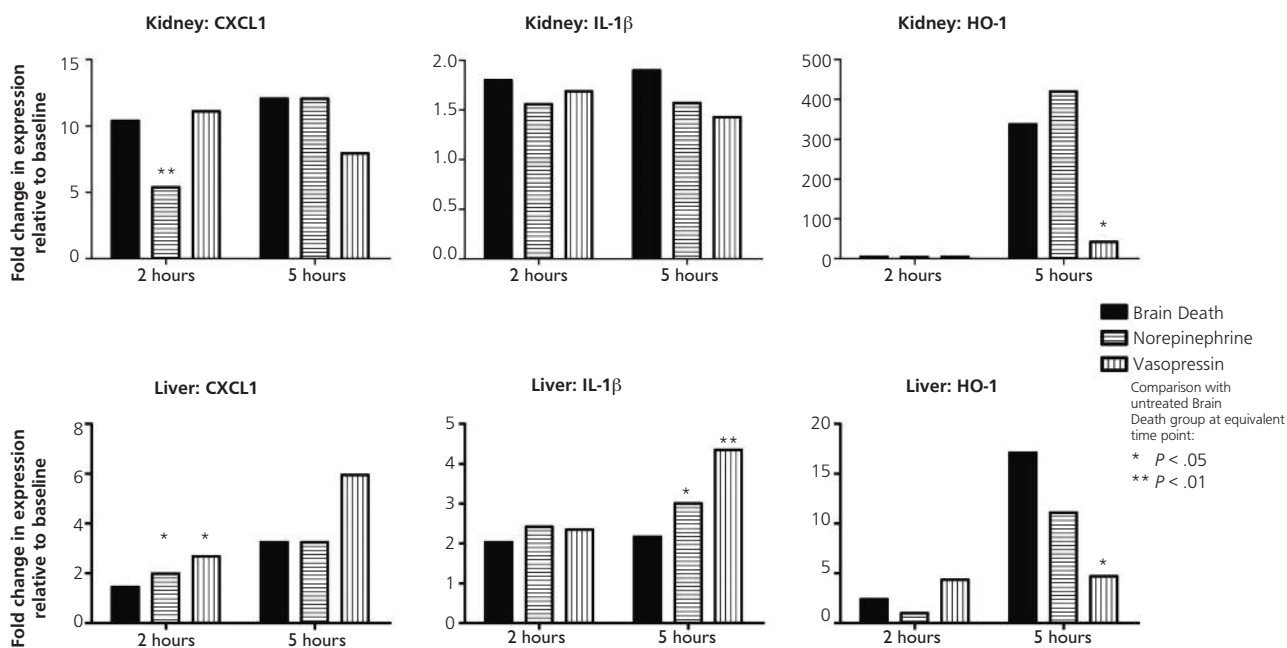 Kidney: CXCL1
Fold change in expression
relative to baseline
15
10
5
0
**
2 hours
5 hours
Kidney: IL-1β
2.0
1.5
1.0
0.5
0.0
2 hours
5 hours
Kidney: HO-1
500
400
300
200
100
0
*
2 hours
5 hours
Brain Death
Norepinephrine
Vasopressin
Comparison with
untreated Brain
Death group at equivalent
time point:
* P < .05
** P < .01
Liver: CXCL1
Fold change in expression
relative to baseline
8
6
4
2
0
* *
2 hours
5 hours
Liver: IL-1β
5
4
3
2
1
0
* **
2 hours
5 hours
Liver: HO-1
20
15
10
5
0
*
2 hours
5 hours